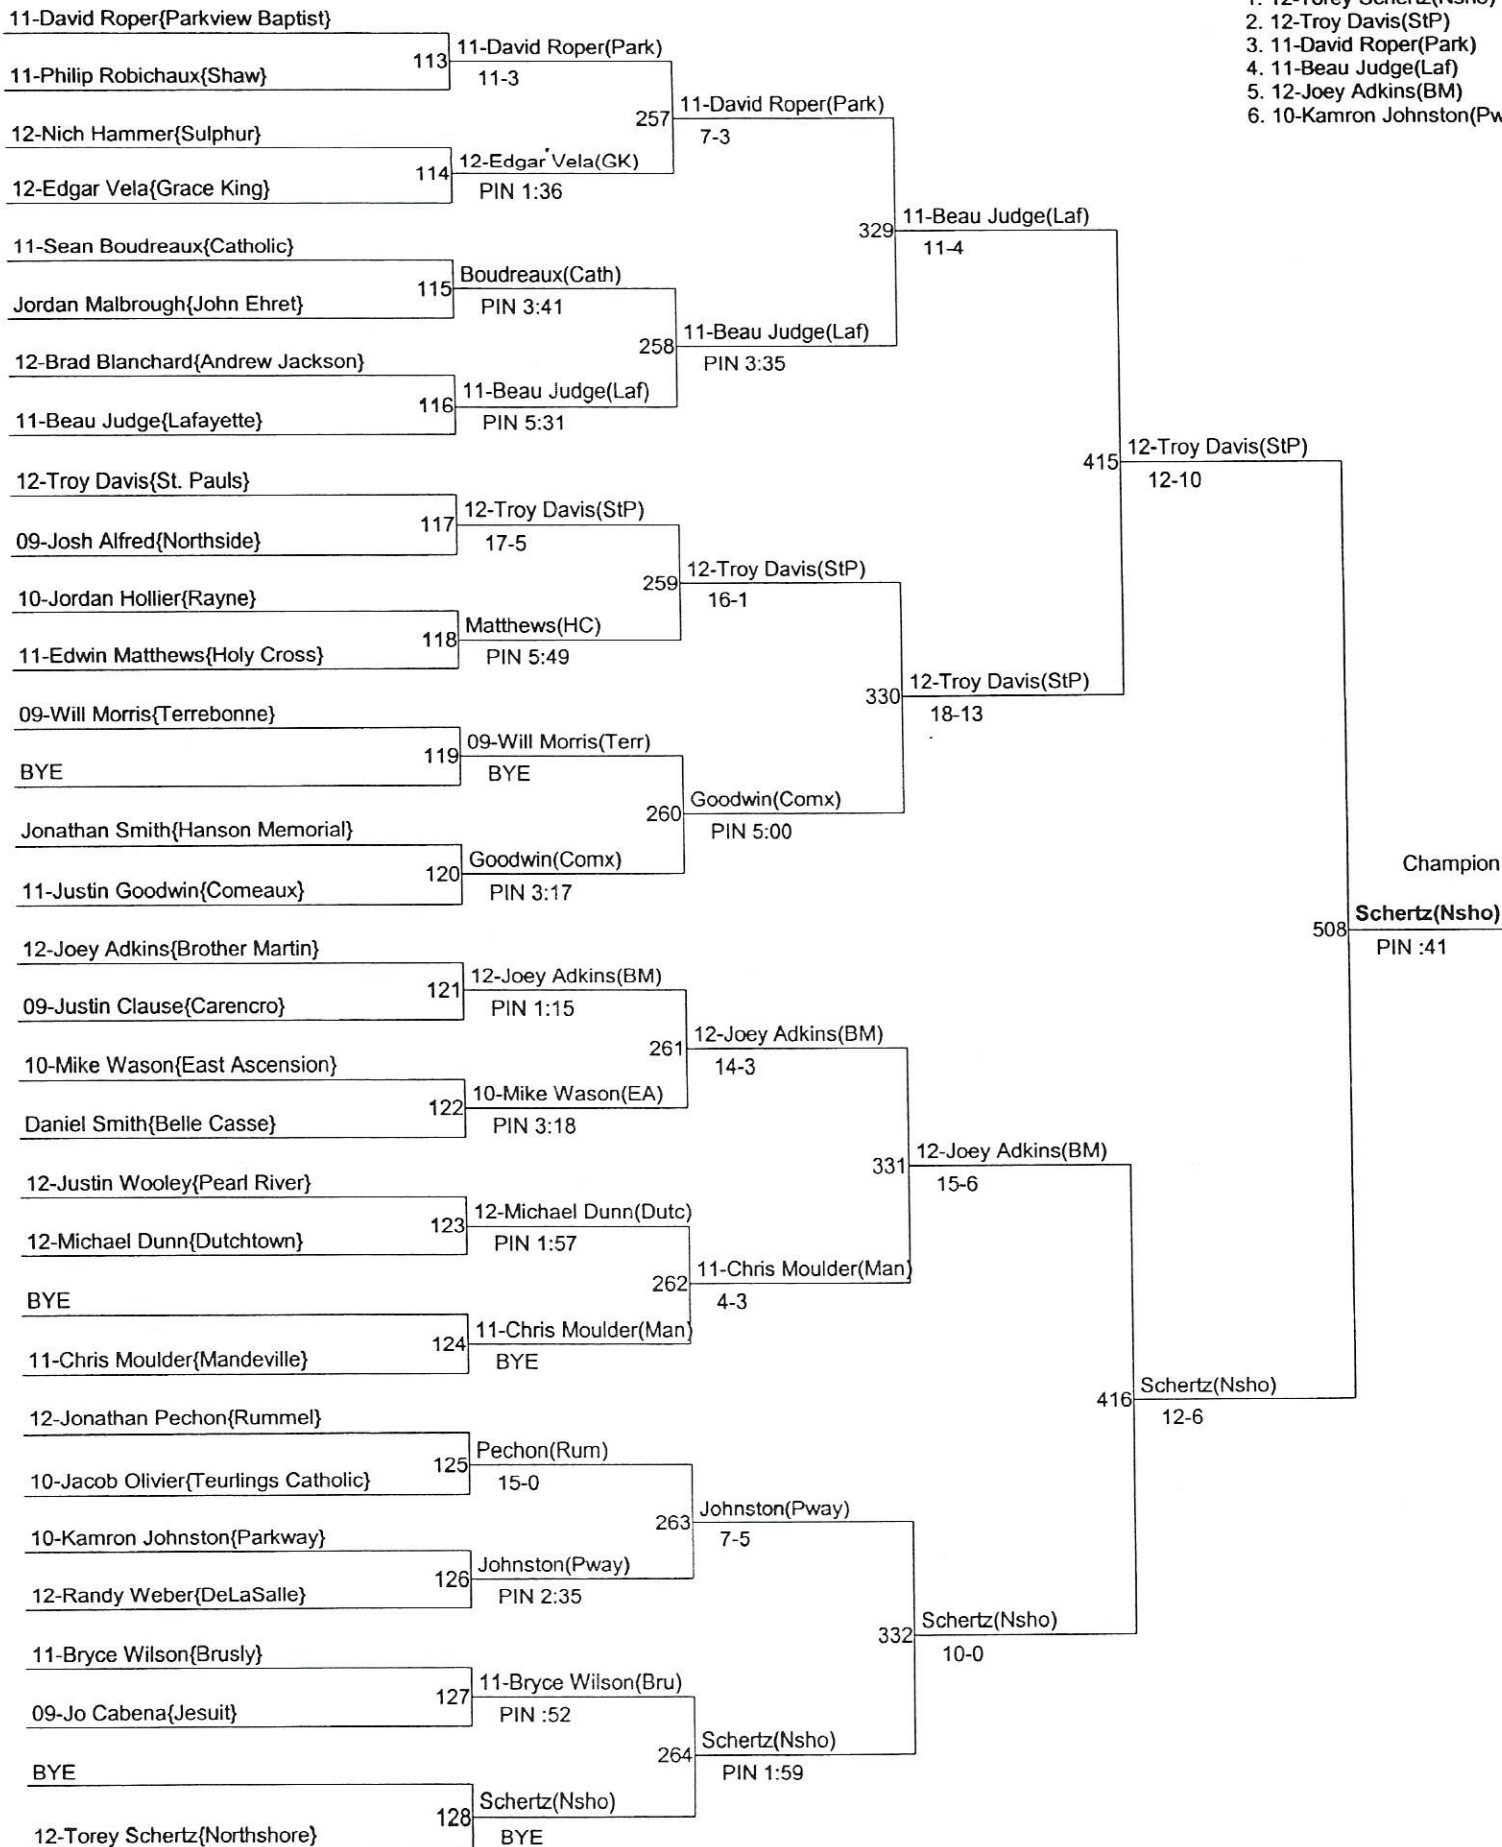 1. 12-Torey Schertz(Nsho)
2. 12-Troy Davis(StP)
3. 11-David Roper(Park)
4. 11-Beau Judge(Laf)
5. 12-Joey Adkins(BM)
6. 10-Kamron Johnston(Pw
11-David Roper{Parkview Baptist}
11-Philip Robichaux{Shaw}
12-Nich Hammer{Sulphur}
12-Edgar Vela{Grace King}
11-Sean Boudreaux{Catholic}
Jordan Malbrough{John Ehret}
12-Brad Blanchard{Andrew Jackson}
11-Beau Judge{Lafayette}
12-Troy Davis{St. Pauls}
09-Josh Alfred{Northside}
10-Jordan Hollier{Rayne}
11-Edwin Matthews{Holy Cross}
09-Will Morris{Terrebonne}
BYE
Jonathan Smith{Hanson Memorial}
11-Justin Goodwin{Comeaux}
12-Joey Adkins{Brother Martin}
09-Justin Clause{Carencro}
10-Mike Wason{East Ascension}
Daniel Smith{Belle Casse}
12-Justin Wooley{Pearl River}
12-Michael Dunn{Dutchtown}
BYE
11-Chris Moulder{Mandeville}
12-Jonathan Pechon{Rummel}
10-Jacob Olivier{Teurlings Catholic}
10-Kamron Johnston{Parkway}
12-Randy Weber{DeLaSalle}
11-Bryce Wilson{Brusly}
09-Jo Cabena{Jesuit}
BYE
12-Torey Schertz{Northshore}
113 11-David Roper(Park)
11-3
114 12-Edgar Vela(GK)
PIN 1:36
115 Boudreaux(Cath)
PIN 3:41
116 11-Beau Judge(Laf)
PIN 5:31
117 12-Troy Davis(StP)
17-5
118 Matthews(HC)
PIN 5:49
119 09-Will Morris(Terr)
BYE
120 Goodwin(Comx)
PIN 3:17
121 12-Joey Adkins(BM)
PIN 1:15
122 10-Mike Wason(EA)
PIN 3:18
123 12-Michael Dunn(Dutc)
PIN 1:57
124 11-Chris Moulder(Man)
BYE
125 Pechon(Rum)
15-0
126 Johnston(Pway)
PIN 2:35
127 11-Bryce Wilson(Bru)
PIN :52
128 Schertz(Nsho)
BYE
257 11-David Roper(Park)
7-3
258 11-Beau Judge(Laf)
PIN 3:35
259 12-Troy Davis(StP)
16-1
260 Goodwin(Comx)
PIN 5:00
261 12-Joey Adkins(BM)
14-3
262 11-Chris Moulder(Man)
4-3
263 Johnston(Pway)
7-5
264 Schertz(Nsho)
PIN 1:59
329 11-Beau Judge(Laf)
11-4
330 12-Troy Davis(StP)
18-13
331 12-Joey Adkins(BM)
15-6
332 Schertz(Nsho)
10-0
415 12-Troy Davis(StP)
12-10
416 Schertz(Nsho)
12-6
Champion
508 Schertz(Nsho)
PIN :41